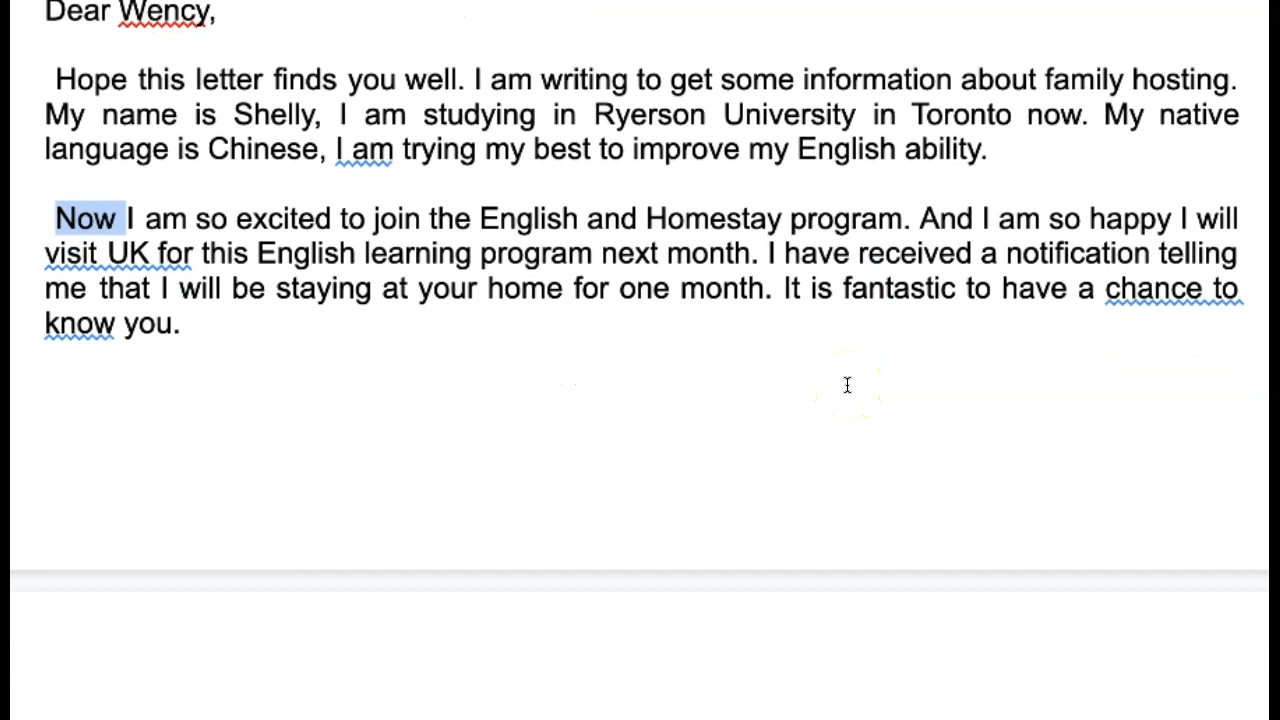 Dear Wency,
Hope this letter finds you well. I am writing to get some information about family hosting.
My name is Shelly, I am studying in Ryerson University in Toronto now. My native
language is Chinese, I am trying my best to improve my English ability.
Now I am so excited to join the English and Homestay program. And I am so happy I will
visit UK for this English learning program next month. I have received a notification telling
me that I will be staying at your home for one month. It is fantastic to have a chance to
know you.